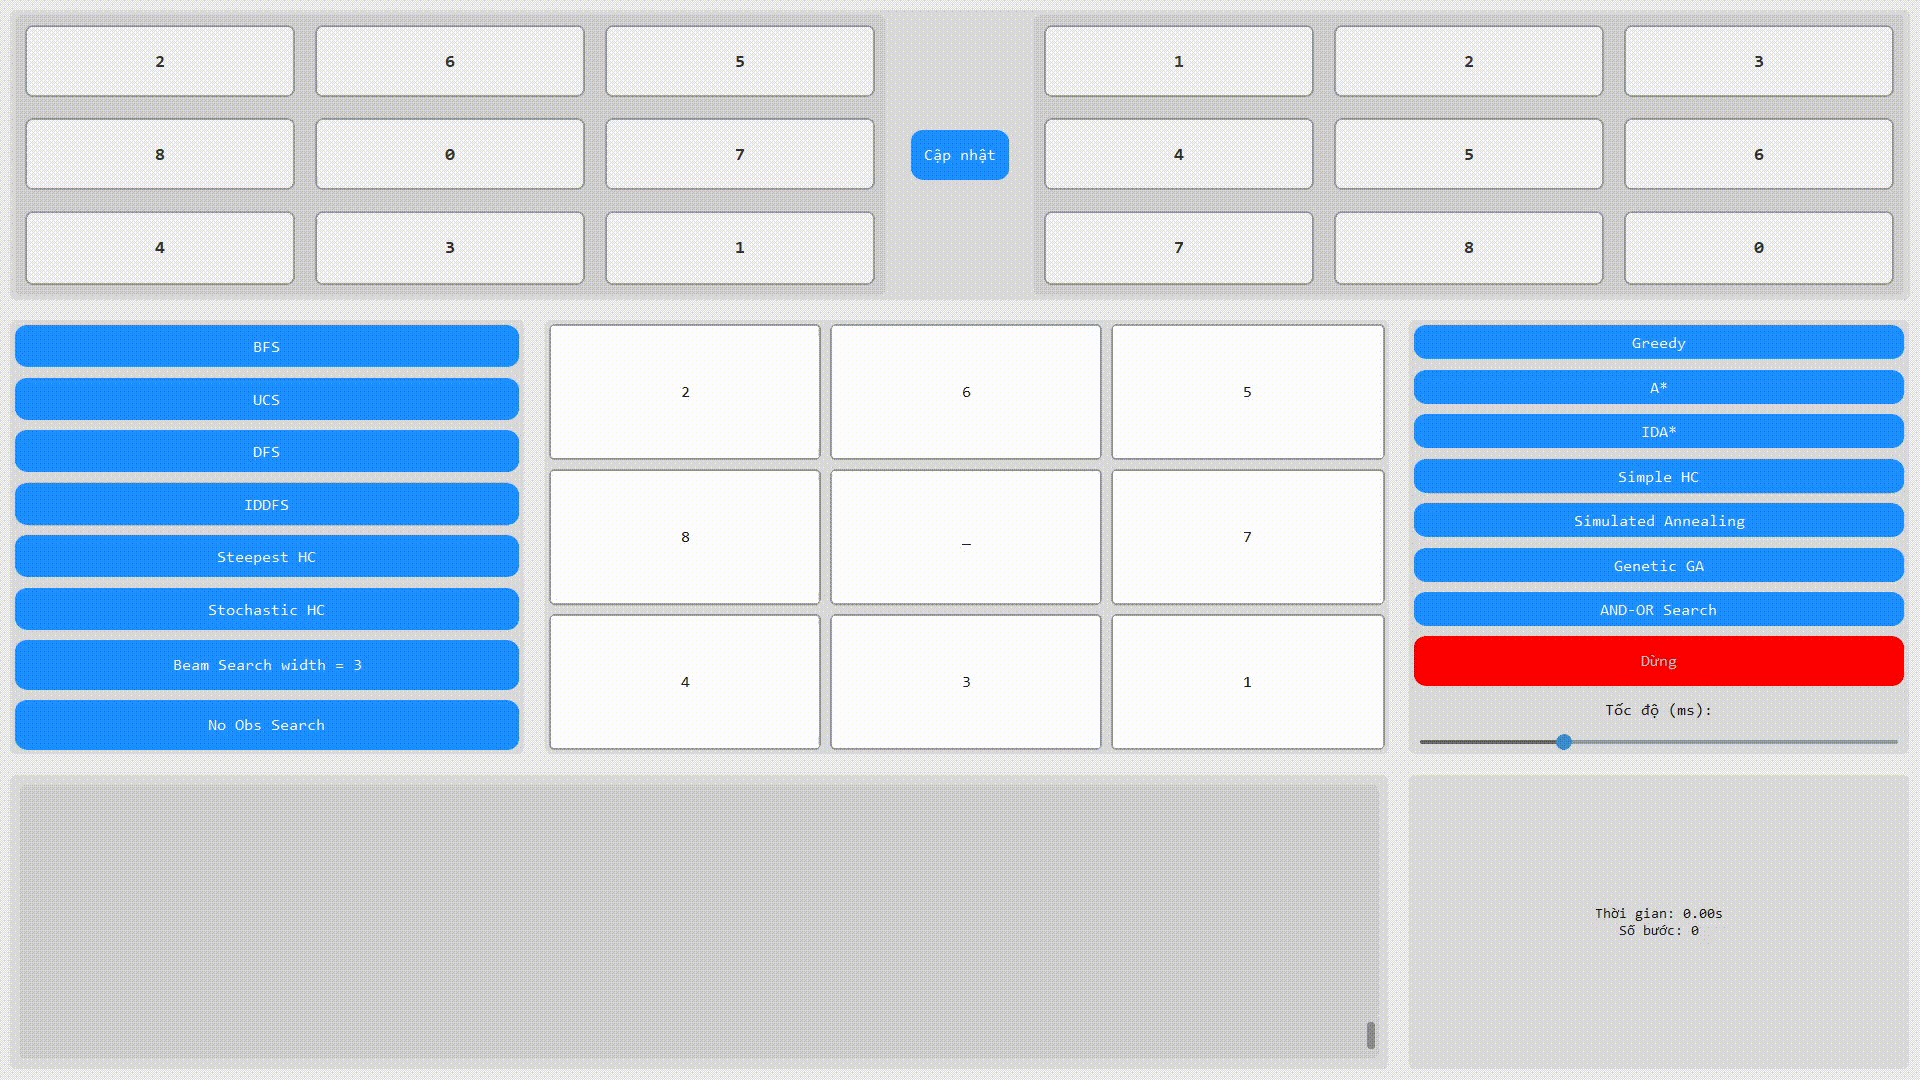 2 6 5
8 0 7
4 3 1
Cập nhật
1 2 3
4 5 6
7 8 0
BFS
UCS
DFS
IDDFS
Steepest HC
Stochastic HC
Beam Search width = 3
No Obs Search
2 6 5
8 _ 7
4 3 1
Greedy
A*
IDA*
Simple HC
Simulated Annealing
Genetic GA
AND-OR Search
Dừng
Tốc độ (ms):
Thời gian: 0.00s
Số bước: 0